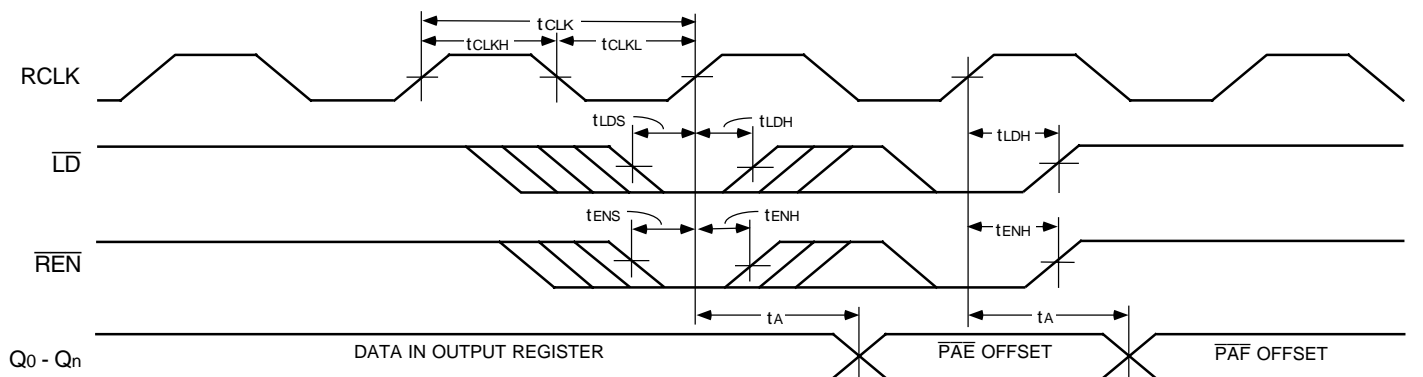 tCLK
tCLKH tCLKL
RCLK
tLDS tLDH tLDH
LD
tENS tENH tENH
REN
tA tA
Q0 - Qn DATA IN OUTPUT REGISTER PAE OFFSET PAF OFFSET